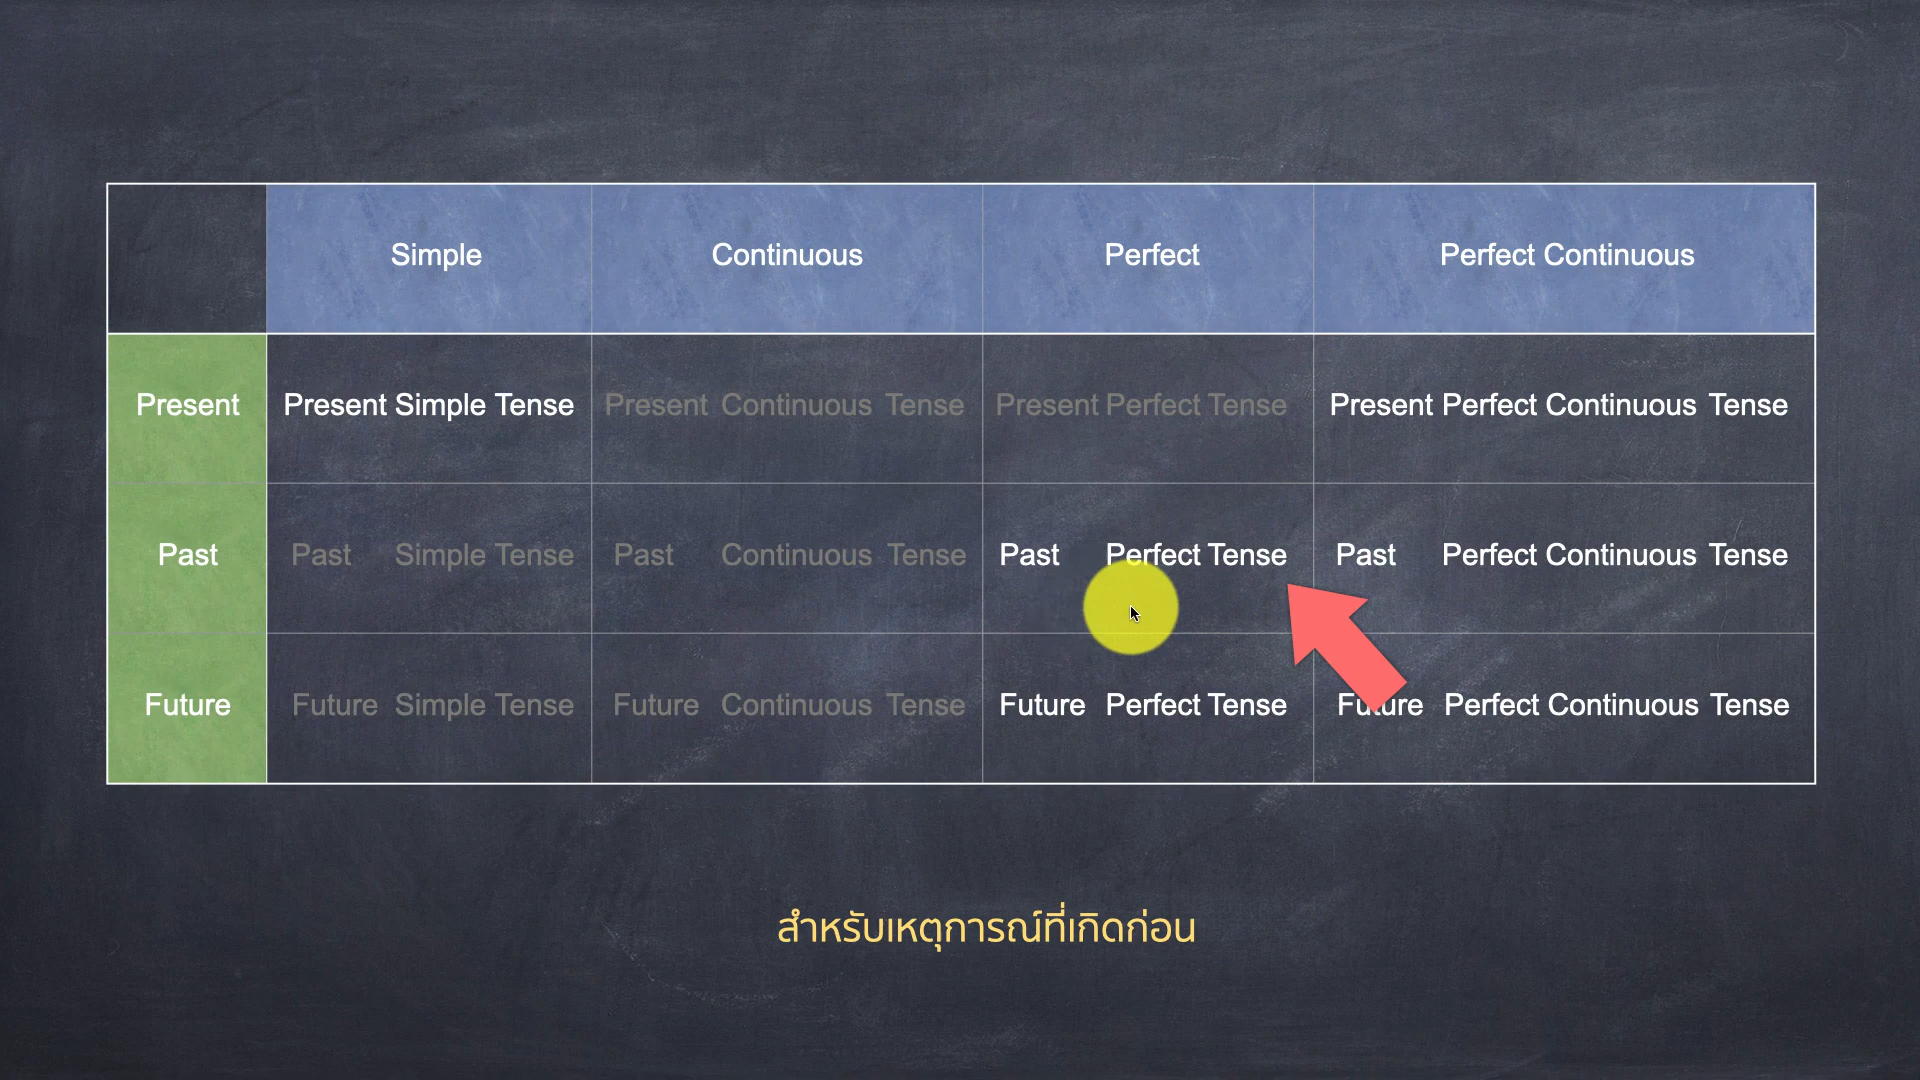 Simple Continuous Perfect Perfect Continuous
Present Present Simple Tense Present Continuous Tense Present Perfect Tense Present Perfect Continuous Tense
Past Past Simple Tense Past Continuous Tense Past Perfect Tense Past Perfect Continuous Tense
Future Future Simple Tense Future Continuous Tense Future Perfect Tense Future Perfect Continuous Tense
สำหรับเหตุการณ์ที่เกิดก่อน